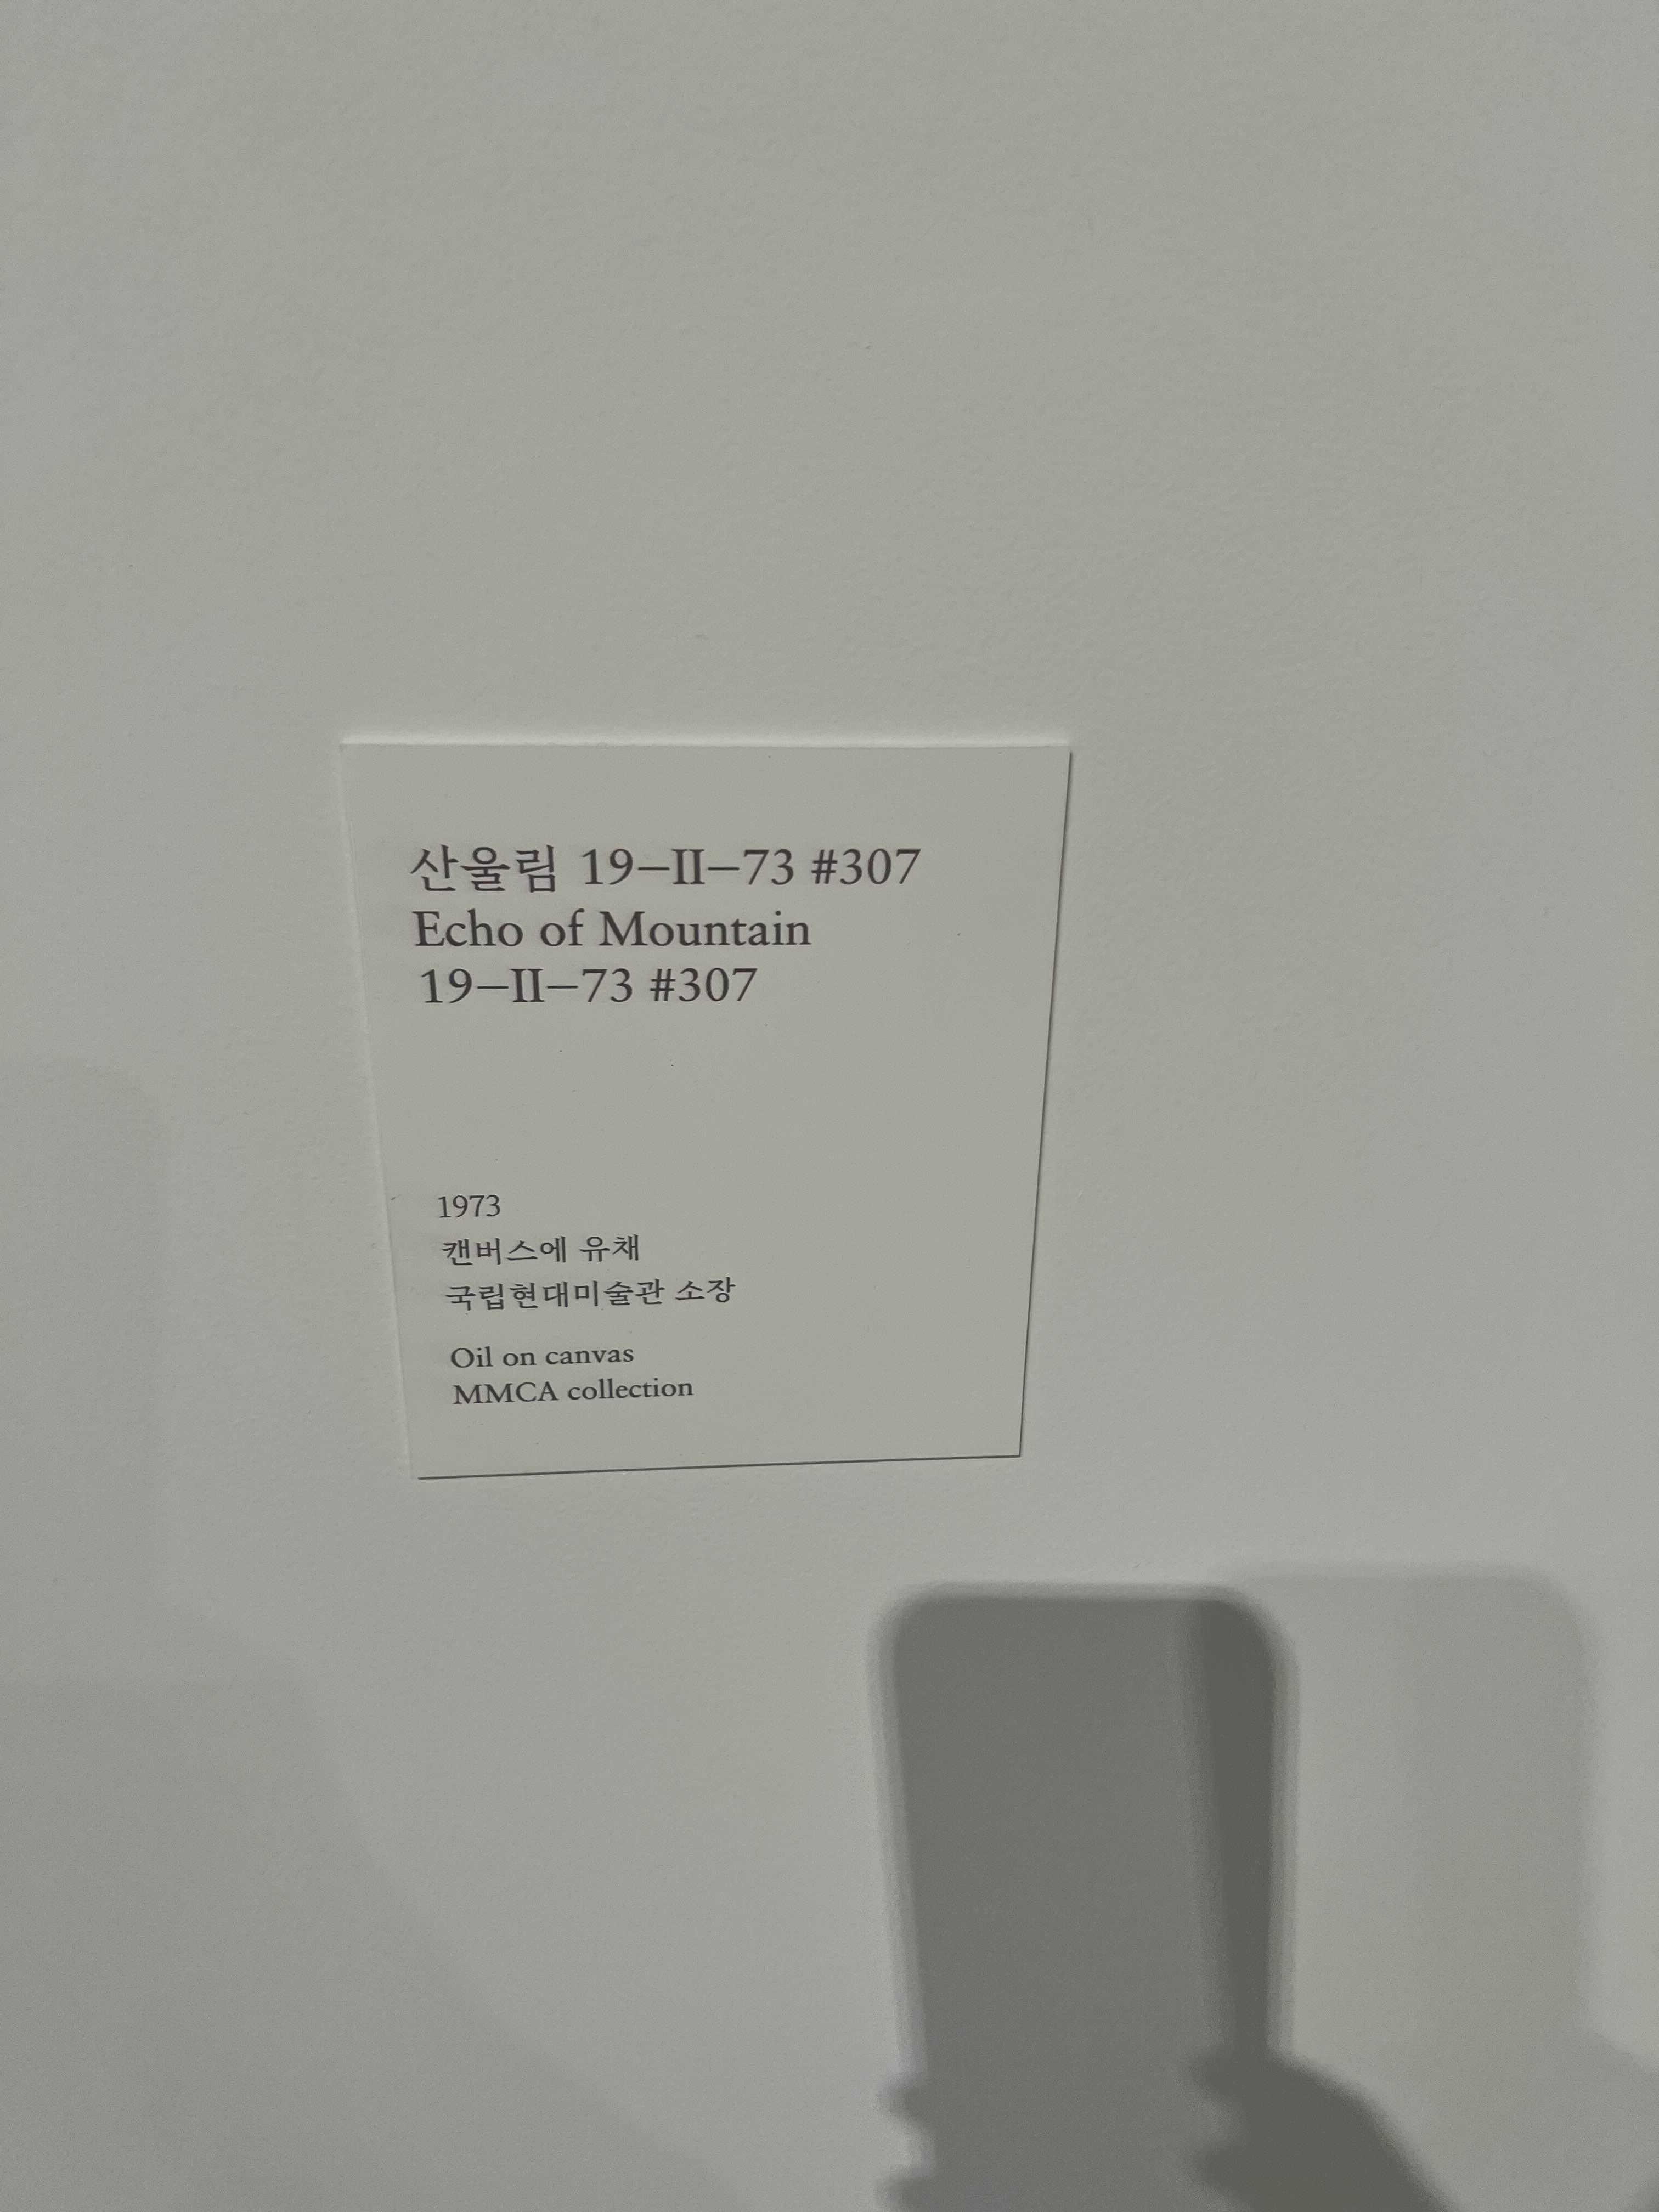 산울림 19–II–73 #307
Echo of Mountain
19–II–73 #307
1973
캔버스에 유채
국립현대미술관 소장
Oil on canvas
MMCA collection